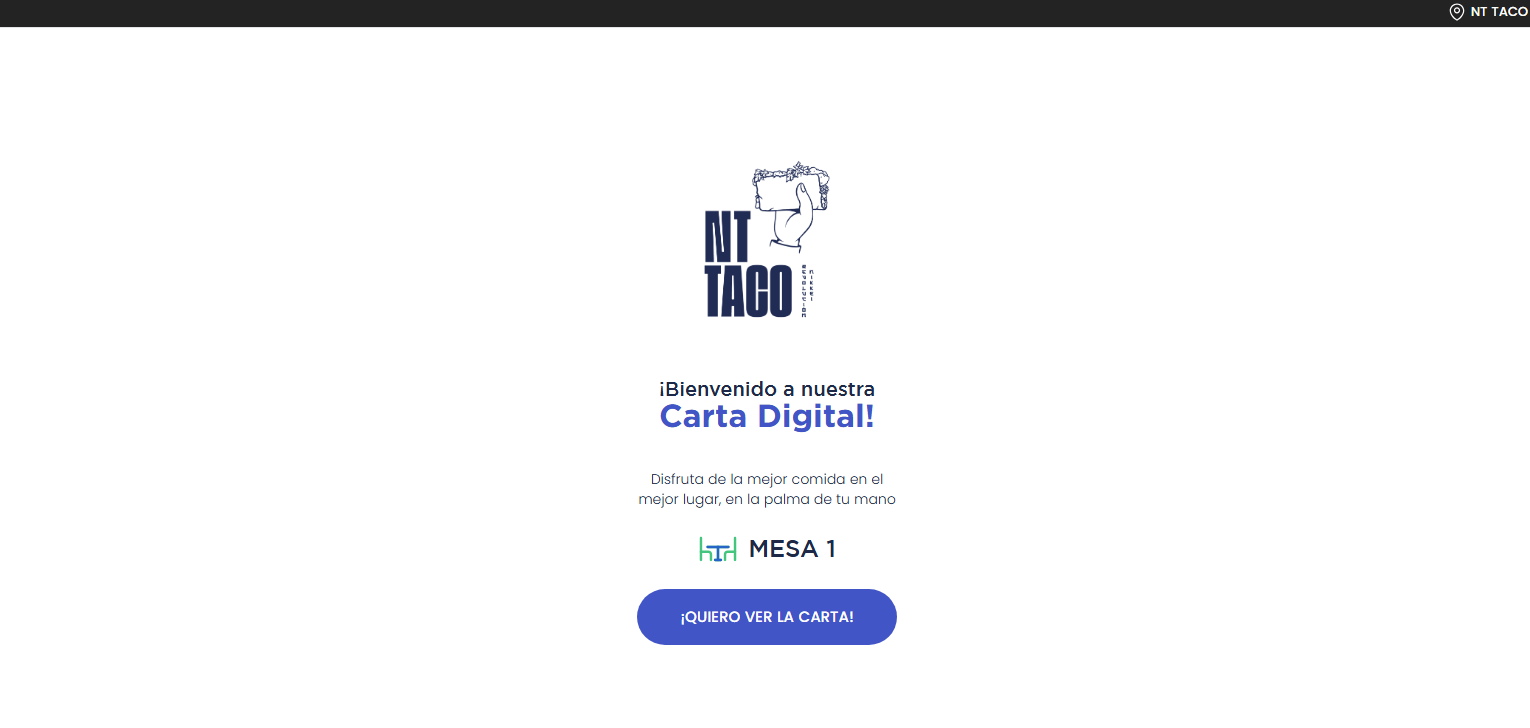 NT TACO
NT
TACO
REVOLUTION
NIKKEI
¡Bienvenido a nuestra
Carta Digital!
Disfruta de la mejor comida en el
mejor lugar, en la palma de tu mano
MESA 1
¡QUIERO VER LA CARTA!